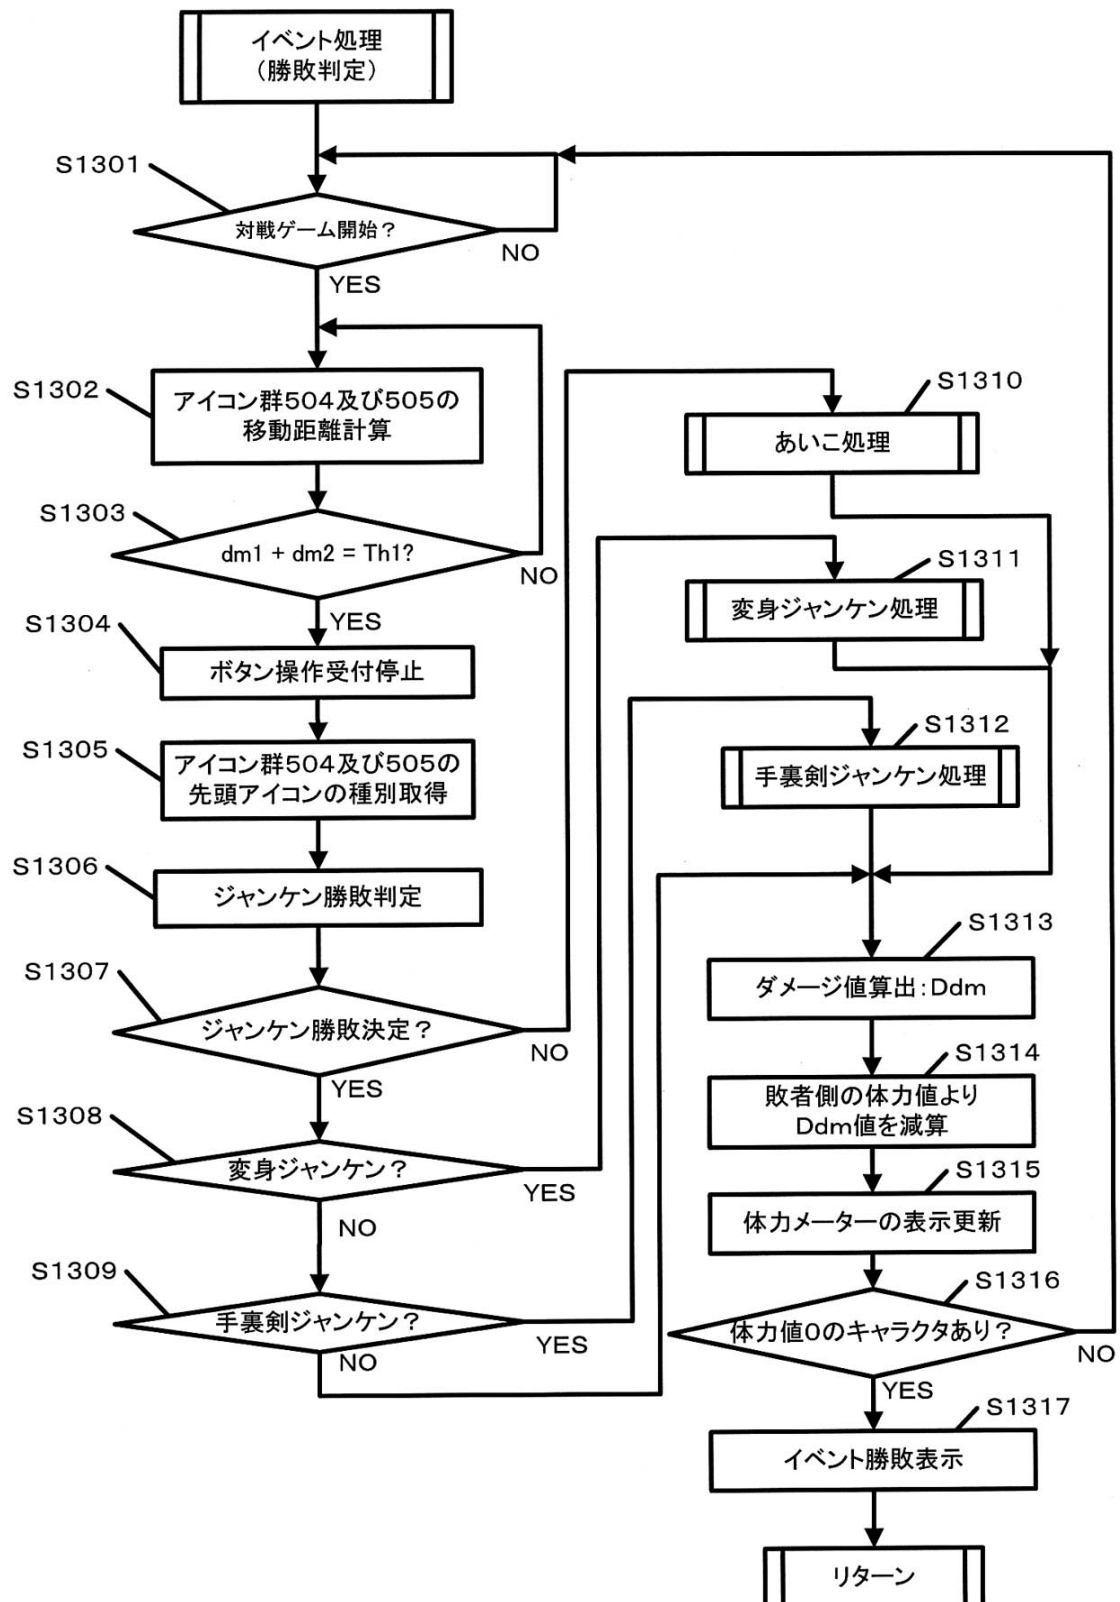 イベント処理
（勝敗判定）
S1301
対戦ゲーム開始？
NO
YES
S1302
アイコン群504及び505の
移動距離計算
S1303
dm1 + dm2 = Th1?
NO
YES
S1304
ボタン操作受付停止
S1305
アイコン群504及び505の
先頭アイコンの種別取得
S1306
ジャンケン勝敗判定
S1307
ジャンケン勝敗決定？
NO
YES
S1308
変身ジャンケン？
YES
NO
S1309
手裏剣ジャンケン？
YES
NO
S1310
あいこ処理
S1311
変身ジャンケン処理
S1312
手裏剣ジャンケン処理
S1313
ダメージ値算出：Ddm
S1314
敗者側の体力値より
Ddm値を減算
S1315
体力メーターの表示更新
S1316
体力値0のキャラクタあり？
NO
YES
S1317
イベント勝敗表示
リターン